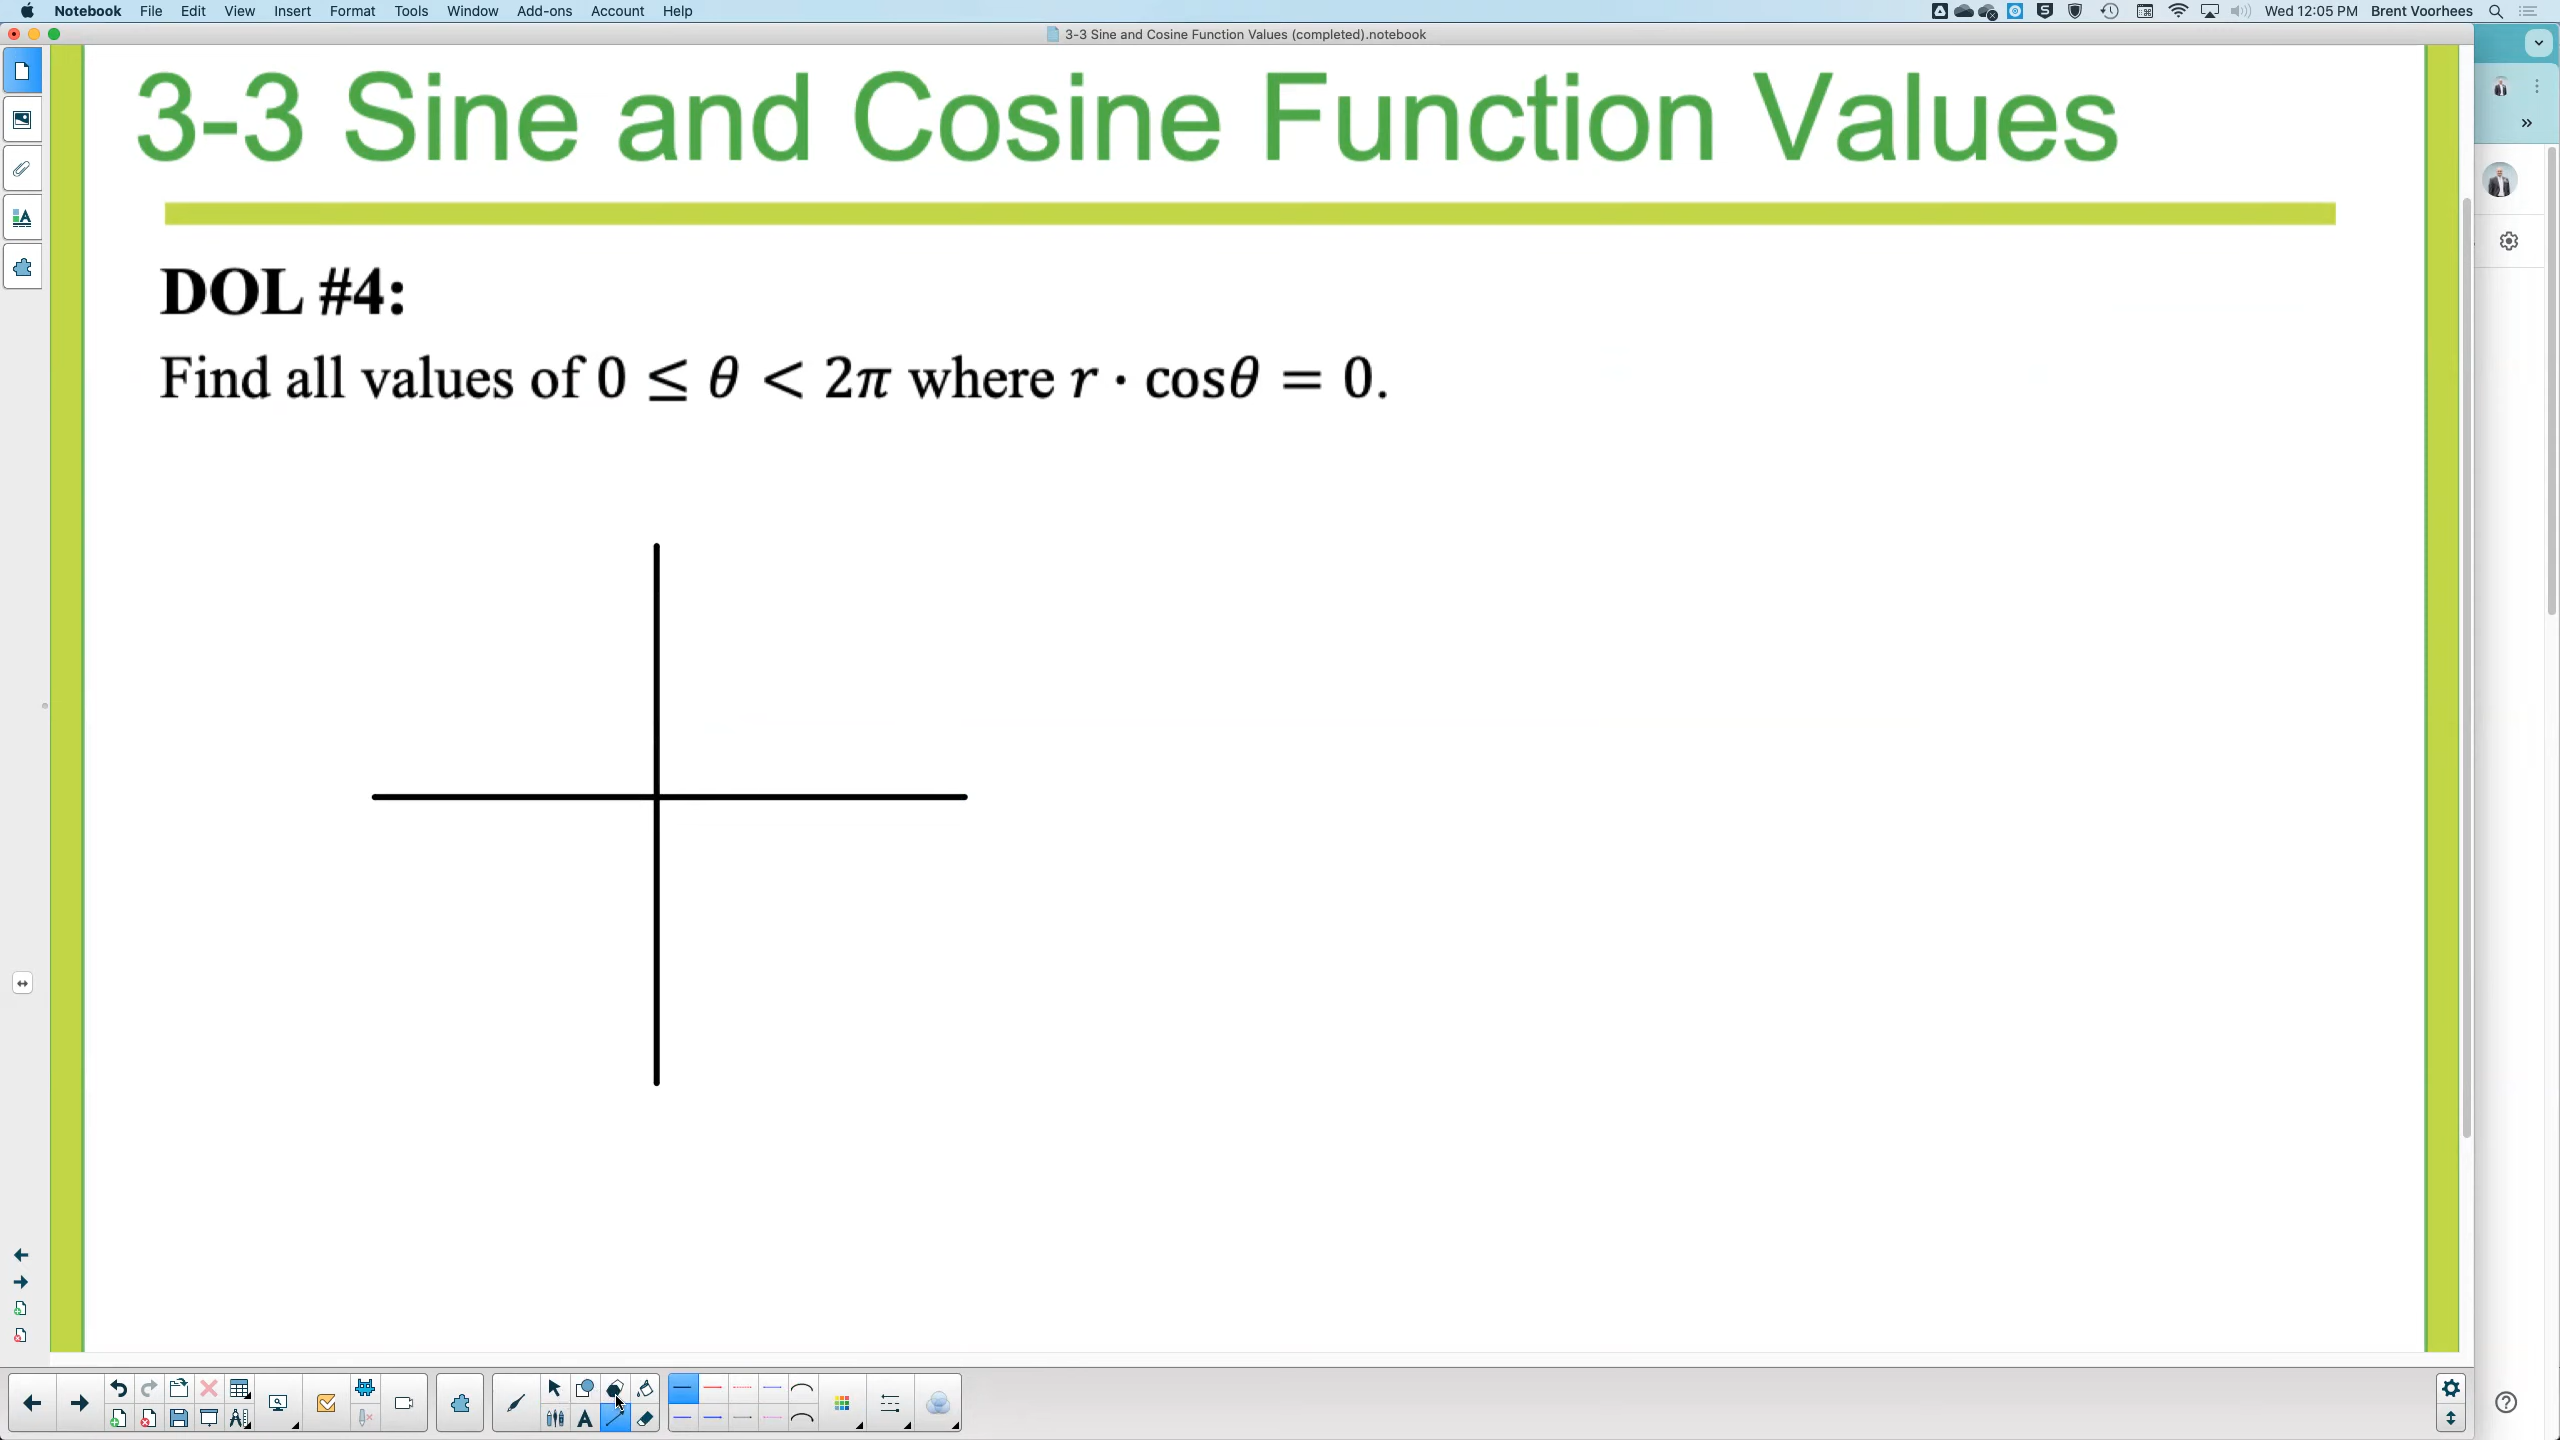 Notebook File Edit View Insert Format Tools Window Add-ons Account Help
Wed 12:05 PM Brent Voorhees
3-3 Sine and Cosine Function Values (completed).notebook
3-3 Sine and Cosine Function Values
DOL #4:
Find all values of 0 ≤ θ < 2π where r · cosθ = 0.